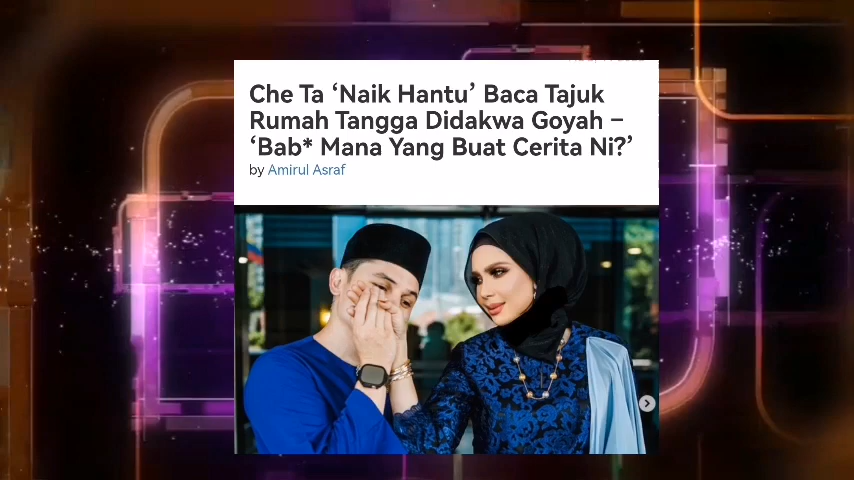 Che Ta ‘Naik Hantu’ Baca Tajuk
Rumah Tangga Didakwa Goyah –
‘Bab* Mana Yang Buat Cerita Ni?’
by Amirul Asraf